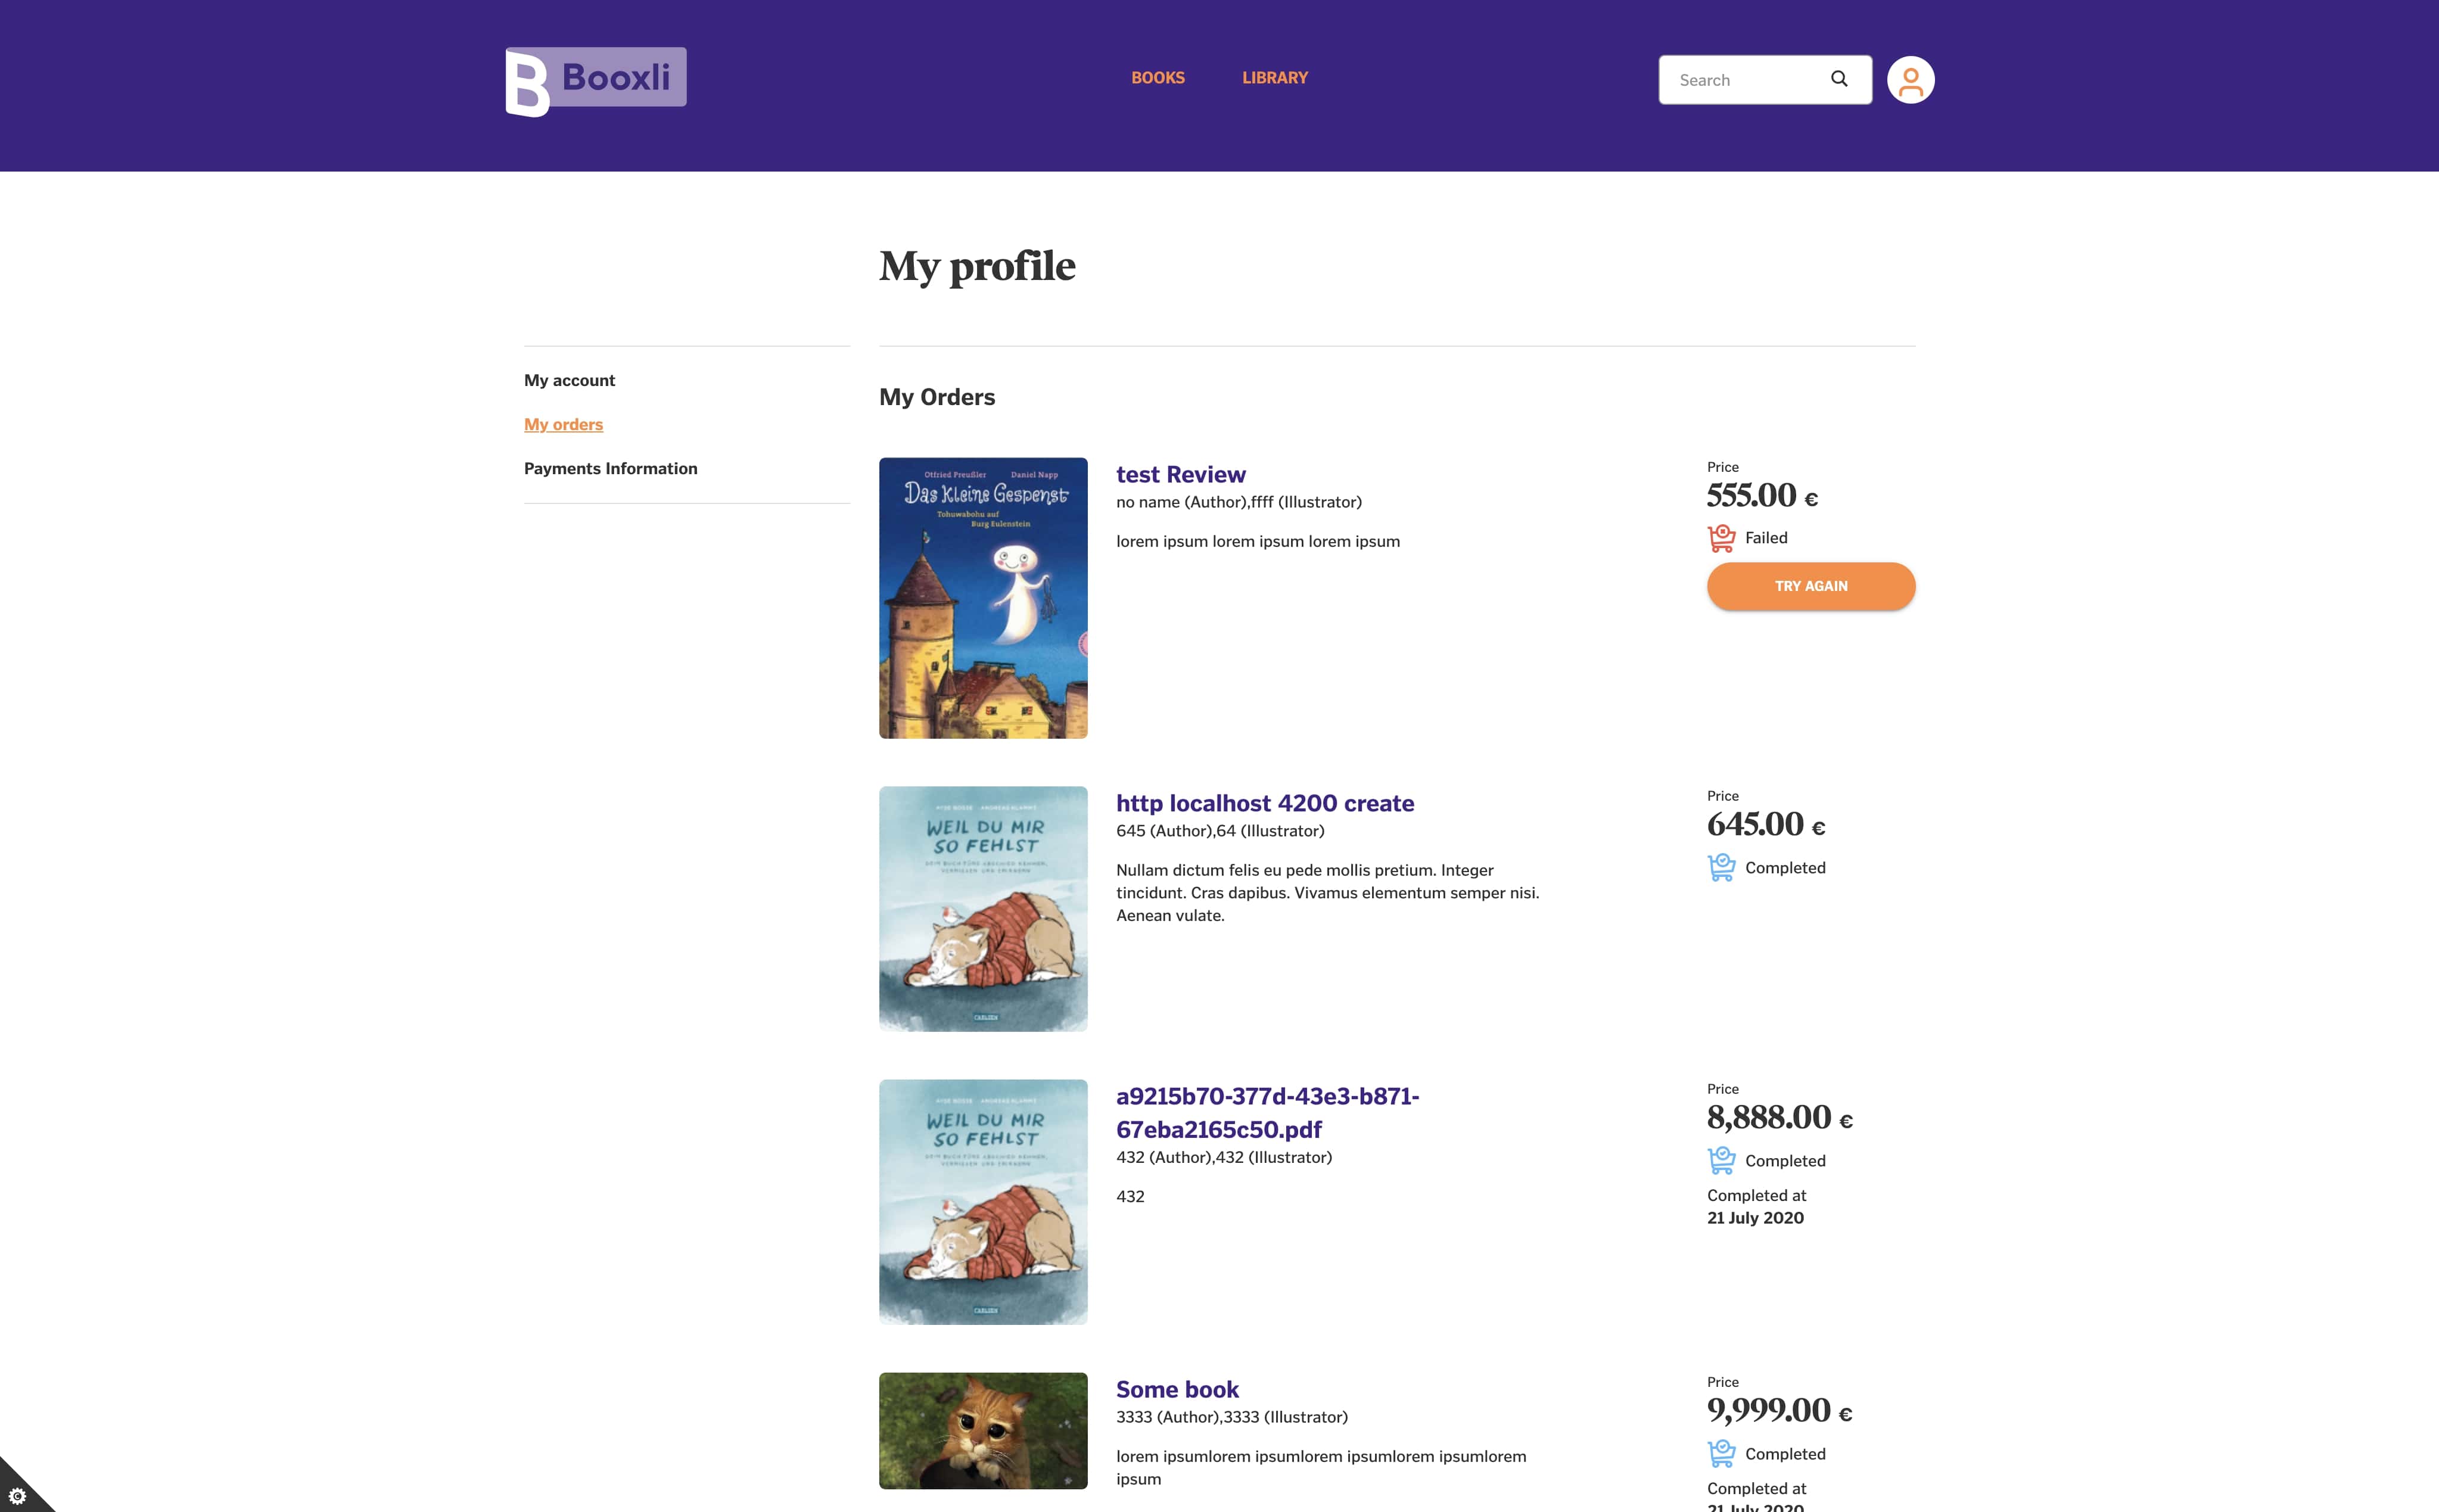 B Booxli
BOOKS
LIBRARY
Search
My profile
My account
My orders
Payments Information
My Orders
Otfried Preußler Daniel Napp
Das kleine Gespenst
Tohuwabohu auf
Burg Eulenstein
test Review
no name (Author),ffff (Illustrator)
lorem ipsum lorem ipsum lorem ipsum
Price
555.00 €
Failed
TRY AGAIN
WEIL DU MIR
SO FEHLST
CARLSEN
http localhost 4200 create
645 (Author),64 (Illustrator)
Nullam dictum felis eu pede mollis pretium. Integer
tincidunt. Cras dapibus. Vivamus elementum semper nisi.
Aenean vulate.
Price
645.00 €
Completed
WEIL DU MIR
SO FEHLST
CARLSEN
a9215b70-377d-43e3-b871-
67eba2165c50.pdf
432 (Author),432 (Illustrator)
432
Price
8,888.00 €
Completed
Completed at
21 July 2020
Some book
3333 (Author),3333 (Illustrator)
lorem ipsumlorem ipsumlorem ipsumlorem ipsumlorem
ipsum
Price
9,999.00 €
Completed
Completed at
21 July 2020